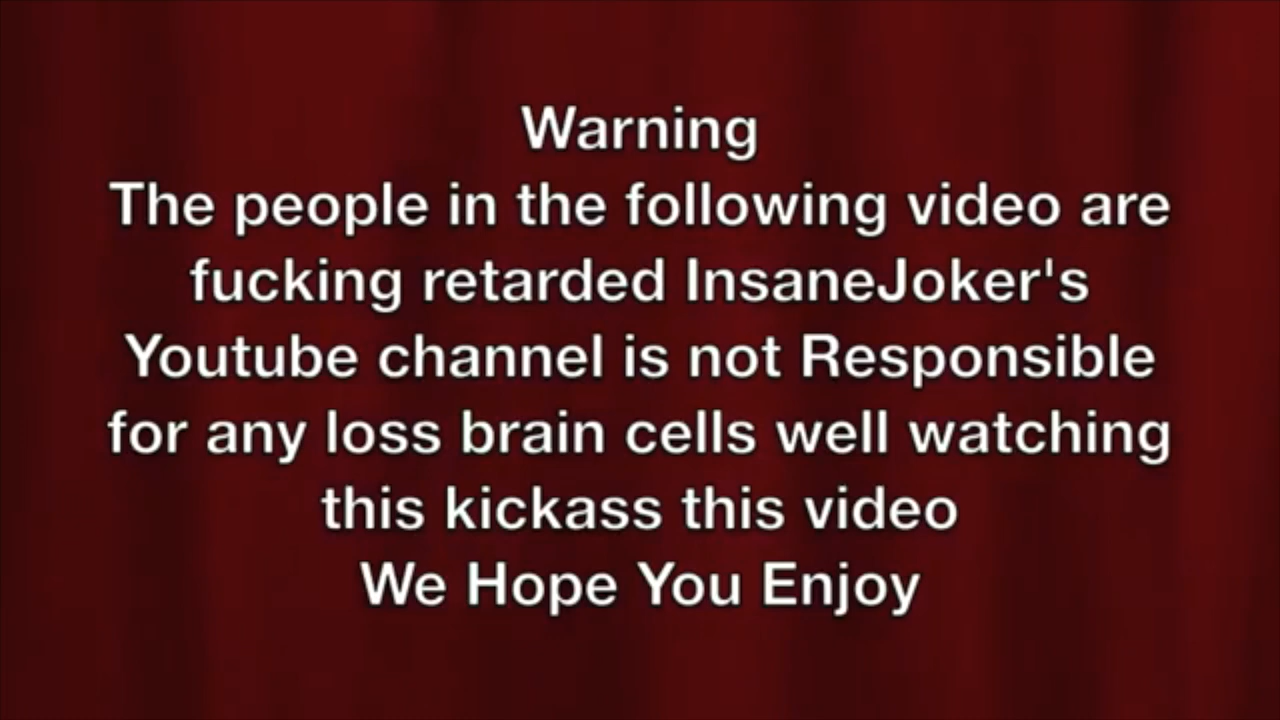 Warning
The people in the following video are
fucking retarded InsaneJoker's
Youtube channel is not Responsible
for any loss brain cells well watching
this kickass this video
We Hope You Enjoy